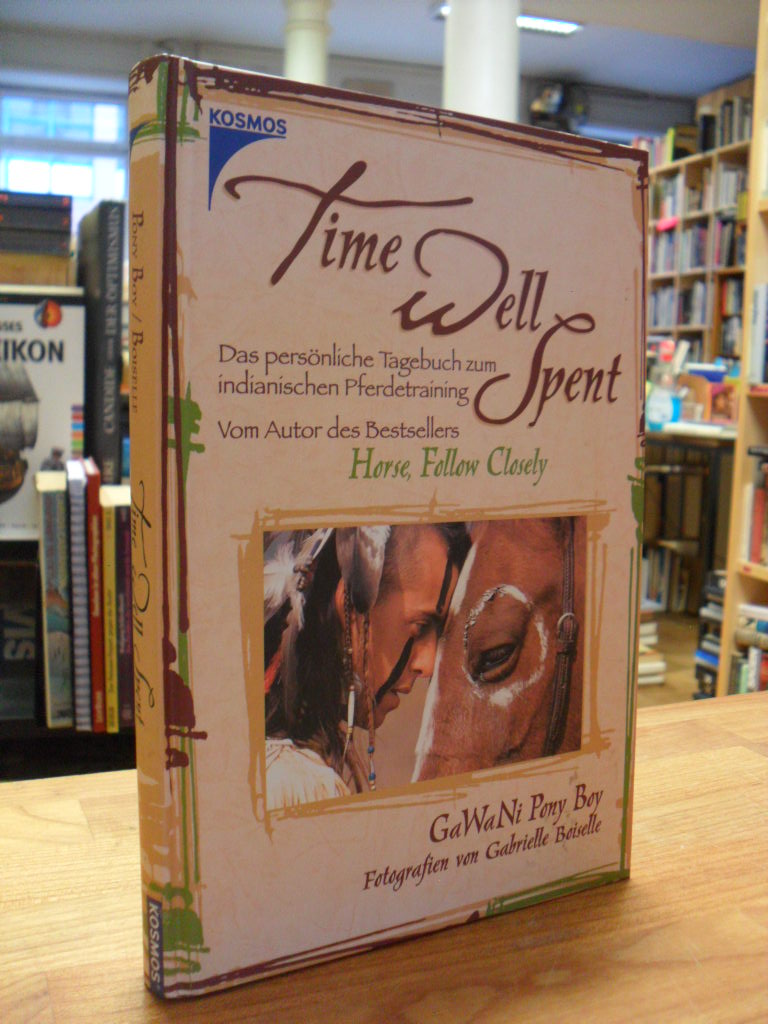 KOSMOS
Time
Well
Spent
Das persönliche Tagebuch zum
indianischen Pferdetraining
Vom Autor des Bestsellers
Horse, Follow Closely
GaWaNi Pony Boy
Fotografien von Gabrielle Boiselle
Pony Boy / Boiselle
Time Well Spent
KOSMOS
IKON